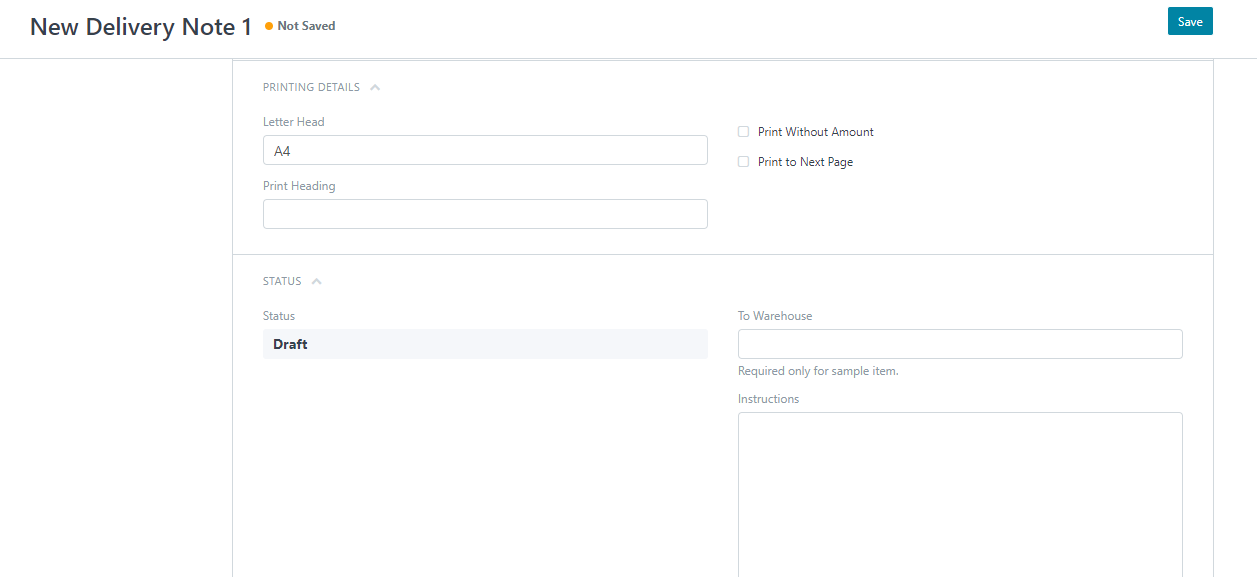 New Delivery Note 1
Not Saved
Save
PRINTING DETAILS
Letter Head
A4
Print Heading
Print Without Amount
Print to Next Page
STATUS
Status
Draft
To Warehouse
Required only for sample item.
Instructions